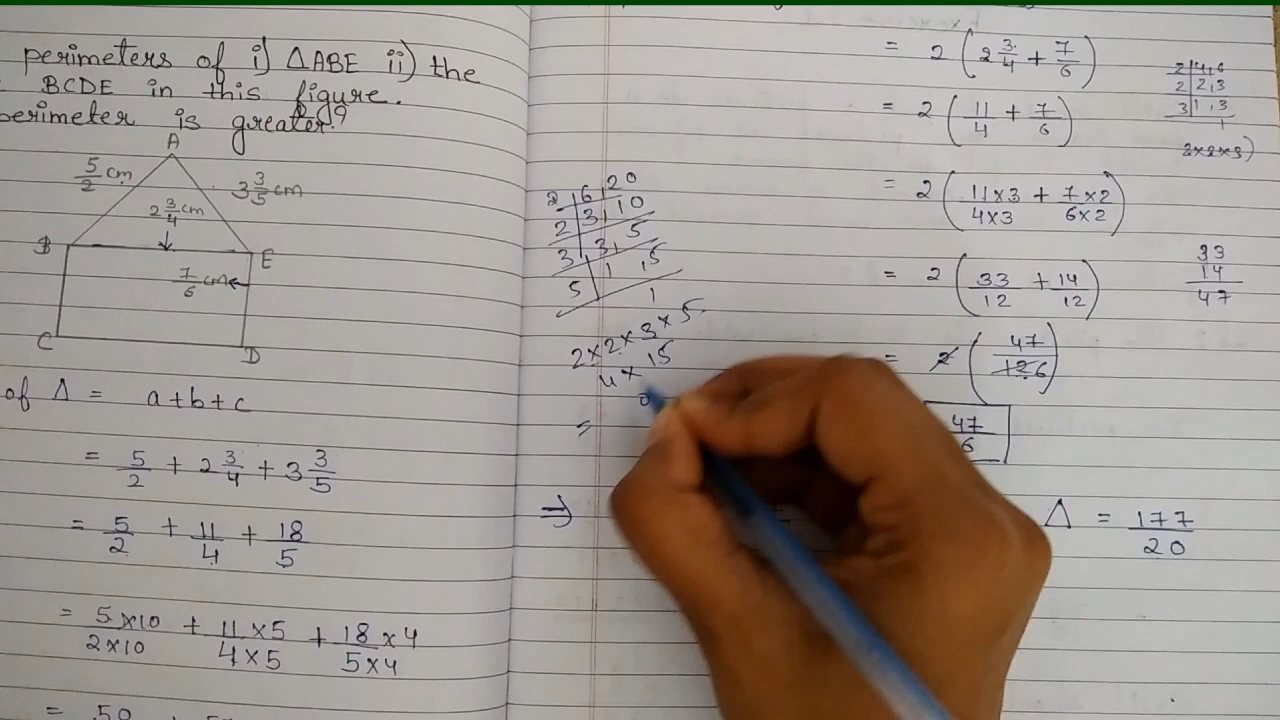 perimeters of i) ΔABE ii) the
BCDE in this figure.
perimeter is greater?
A
5/2 cm
3 3/5 cm
2 3/4 cm
B
E
7/6 cm
C
D
of Δ = a+b+c
= 5/2 + 2 3/4 + 3 3/5
= 5/2 + 11/4 + 18/5
= 5×10/2×10 + 11×5/4×5 + 18×4/5×4
= 50 +
2 | 6, 20
2 | 3, 10
3 | 3, 5
5 | 1, 5
1
2×2×3×5
4×15
0
=
⇒
= 2 ( 2 3/4 + 7/6 )
= 2 ( 11/4 + 7/6 )
= 2 ( 11×3/4×3 + 7×2/6×2 )
= 2 ( 33/12 + 14/12 )
= 2 ( 47/12 6 )
47/6
2 | 4, 6
2 | 2, 3
3 | 1, 3
1
2×2×3)
33
14
47
Δ = 177/20